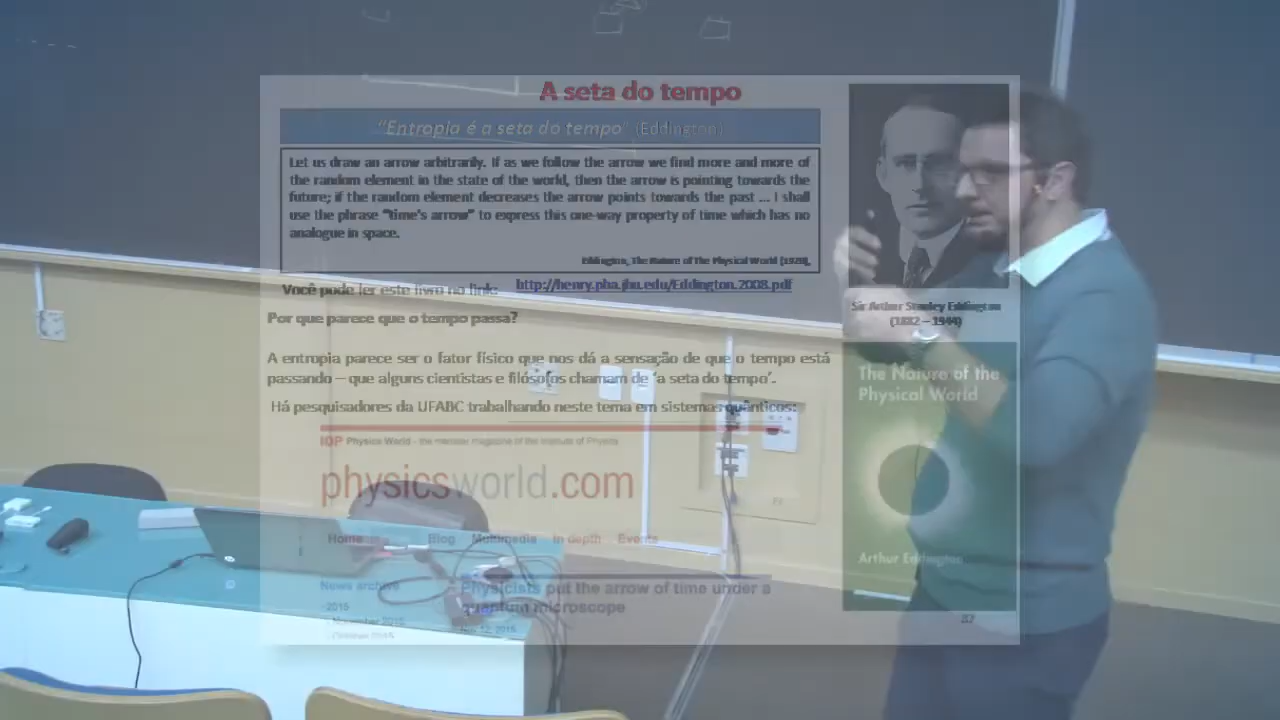 A seta do tempo
“Entropia é a seta do tempo” (Eddington)
Let us draw an arrow arbitrarily. If as we follow the arrow we find more and more of
the random element in the state of the world, then the arrow is pointing towards the
future; if the random element decreases the arrow points towards the past ... I shall
use the phrase “time's arrow” to express this one-way property of time which has no
analogue in space.
Eddington, The Nature of The Physical World (1928),
Você pude ler este livro no link: http://henry.pha.jhu.edu/Eddington.2008.pdf
Sir Arthur Stanley Eddington
(1882 – 1944)
Por que parece que o tempo passa?
A entropia parece ser o fator físico que nos dá a sensação de que o tempo está
passando – que alguns cientistas e filósofos chamam de ‘a seta do tempo’.
Há pesquisadores da UFABC trabalhando neste tema em sistemas quânticos:
The Nature of the
Physical World
Arthur Eddington
IOP Physics World - the member magazine of the Institute of Physics
physicsworld.com
Home Blog Multimedia In depth Events
News archive
2015
November 2015
October 2015
Physicists put the arrow of time under a
quantum microscope
12, 2015
37